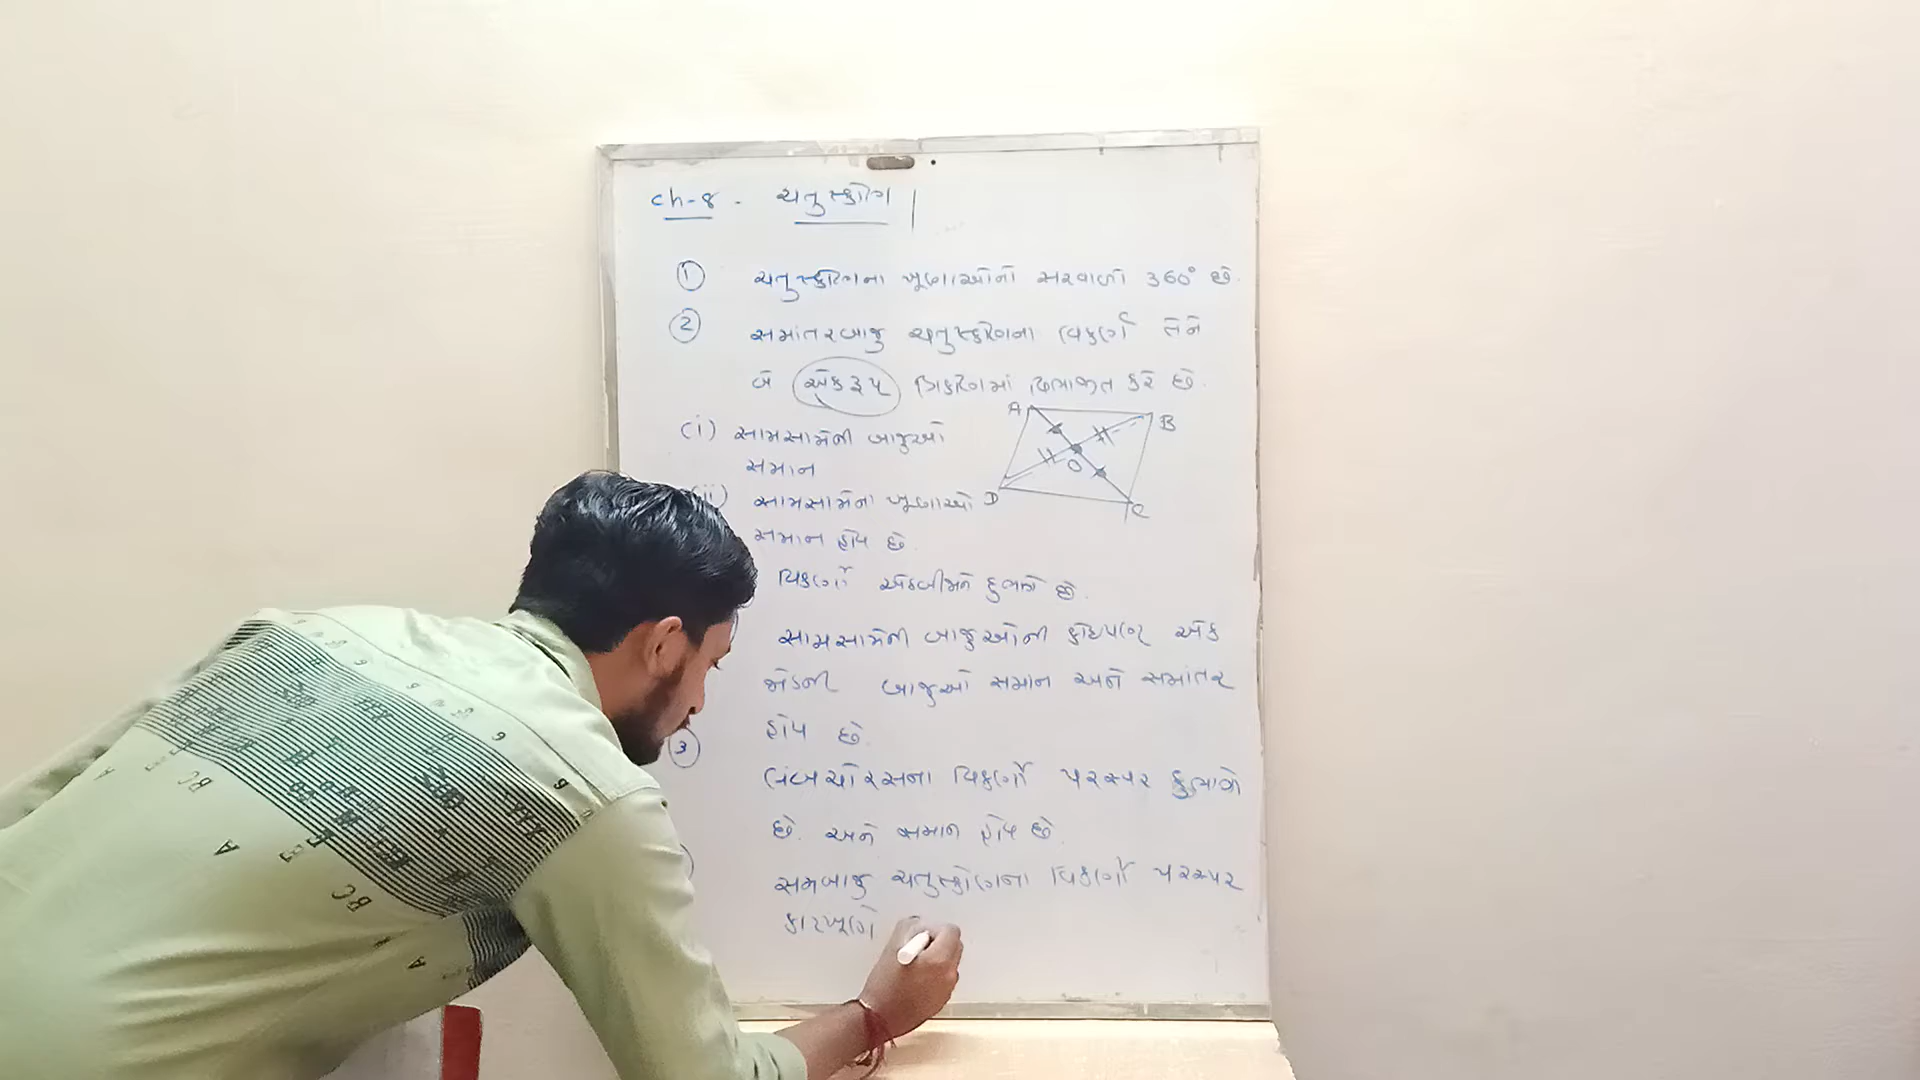 ch-8 - ચતુષ્કોણ
1 ચતુષ્કોણના ખૂણાઓનો સરવાળો 360° છે.
2 સમાંતરબાજુ ચતુષ્કોણના વિકર્ણ તેને
બે એકરૂપ ત્રિકોણમાં વિભાજીત કરે છે.
(i) સામસામેની બાજુઓ
સમાન
(ii) સામસામેના ખૂણાઓ
સમાન હોય છે.
A B
O
D C
વિકર્ણો એકબીજાને દુભાગે છે.
સામસામેની બાજુઓની કોઇપણ એક
જોડની બાજુઓ સમાન અને સમાંતર
હોય છે.
3
લંબચોરસના વિકર્ણો પરસ્પર દુભાગે
છે. અને સમાન હોય છે.
સમબાજુ ચતુષ્કોણના વિકર્ણો પરસ્પર
કાટખૂણે